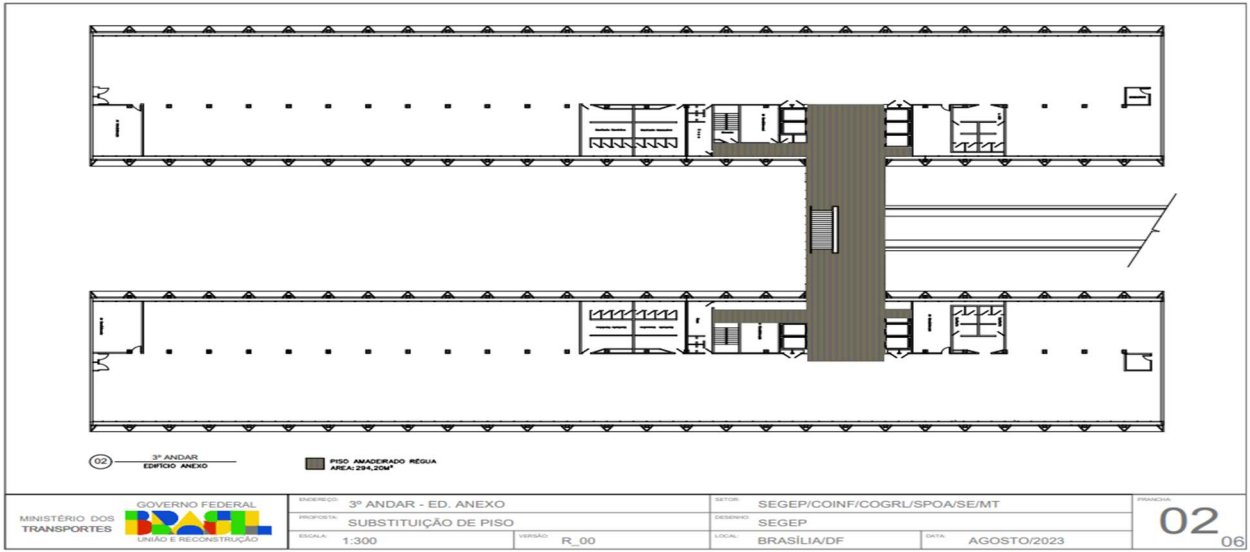 02
3º ANDAR
EDIFÍCIO ANEXO
PISO AMADEIRADO RÉGUA
AREA: 294,20M²
MINISTÉRIO DOS
TRANSPORTES
GOVERNO FEDERAL
BRASIL
UNIÃO E RECONSTRUÇÃO
ENDEREÇO: 3º ANDAR - ED. ANEXO
PROPOSTA: SUBSTITUIÇÃO DE PISO
ESCALA: 1:300
VERSÃO: R_00
SETOR: SEGEP/COINF/COGRL/SPOA/SE/MT
DESENHO: SEGEP
LOCAL: BRASÍLIA/DF
DATA: AGOSTO/2023
PRANCHA:
02
06